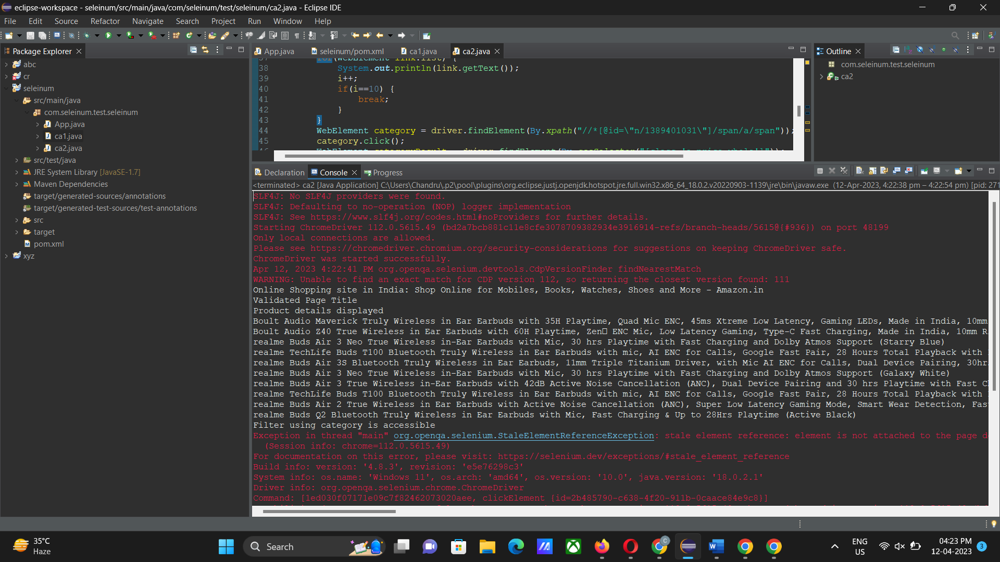 eclipse-workspace - seleinum/src/main/java/com/seleinum/test/seleinum/ca2.java - Eclipse IDE
File Edit Source Refactor Navigate Search Project Run Window Help
Package Explorer
abc
cr
seleinum
src/main/java
com.seleinum.test.seleinum
App.java
ca1.java
ca2.java
src/test/java
JRE System Library [JavaSE-1.7]
Maven Dependencies
target/generated-sources/annotations
target/generated-test-sources/test-annotations
src
target
pom.xml
xyz
App.java seleinum/pom.xml ca1.java ca2.java
38 System.out.println(link.getText());
39 i++;
40 if(i==10) {
41 break;
42 }
43 }
44 WebElement category = driver.findElement(By.xpath("//*[@id=\"n/1389401031\"]/span/a/span"));
45 category.click();
Outline
com.seleinum.test.seleinum
ca2
Declaration Console Progress
<terminated> ca2 [Java Application] C:\Users\Chandru\.p2\pool\plugins\org.eclipse.justj.openjdk.hotspot.jre.full.win32.x86_64_18.0.2.v20220903-1139\jre\bin\javaw.exe (12-Apr-2023, 4:22:38 pm – 4:22:54 pm) [pid: 271
SLF4J: No SLF4J providers were found.
SLF4J: Defaulting to no-operation (NOP) logger implementation
SLF4J: See https://www.slf4j.org/codes.html#noProviders for further details.
Starting ChromeDriver 112.0.5615.49 (bd2a7bcb881c11e8cfe3078709382934e3916914-refs/branch-heads/5615@{#936}) on port 48199
Only local connections are allowed.
Please see https://chromedriver.chromium.org/security-considerations for suggestions on keeping ChromeDriver safe.
ChromeDriver was started successfully.
Apr 12, 2023 4:22:41 PM org.openqa.selenium.devtools.CdpVersionFinder findNearestMatch
WARNING: Unable to find an exact match for CDP version 112, so returning the closest version found: 111
Online Shopping site in India: Shop Online for Mobiles, Books, Watches, Shoes and More - Amazon.in
Validated Page Title
Product details displayed
Boult Audio Maverick Truly Wireless in Ear Earbuds with 35H Playtime, Quad Mic ENC, 45ms Xtreme Low Latency, Gaming LEDs, Made in India, 10mm
Boult Audio Z40 True Wireless in Ear Earbuds with 60H Playtime, Zen□ ENC Mic, Low Latency Gaming, Type-C Fast Charging, Made in India, 10mm R
realme Buds Air 3 Neo True Wireless in-Ear Earbuds with Mic, 30 hrs Playtime with Fast Charging and Dolby Atmos Support (Starry Blue)
realme TechLife Buds T100 Bluetooth Truly Wireless in Ear Earbuds with mic, AI ENC for Calls, Google Fast Pair, 28 Hours Total Playback with
realme Buds Air 3S Bluetooth Truly Wireless in Ear Earbuds, 11mm Triple Titanium Driver, with Mic AI ENC for Calls, Dual Device Pairing, 30hr
realme Buds Air 3 Neo True Wireless in-Ear Earbuds with Mic, 30 hrs Playtime with Fast Charging and Dolby Atmos Support (Galaxy White)
realme Buds Air 3 True Wireless in-Ear Earbuds with 42dB Active Noise Cancellation (ANC), Dual Device Pairing and 30 hrs Playtime with Fast C
realme TechLife Buds T100 Bluetooth Truly Wireless in Ear Earbuds with mic, AI ENC for Calls, Google Fast Pair, 28 Hours Total Playback with
realme Buds Air 2 True Wireless in Ear Earbuds with Active Noise Cancellation (ANC), Super Low Latency Gaming Mode, Smart Wear Detection, Fas
realme Buds Q2 Bluetooth Truly Wireless in Ear Earbuds with Mic, Fast Charging & Up to 28Hrs Playtime (Active Black)
Filter using category is accessible
Exception in thread "main" org.openqa.selenium.StaleElementReferenceException: stale element reference: element is not attached to the page d
(Session info: chrome=112.0.5615.49)
For documentation on this error, please visit: https://selenium.dev/exceptions/#stale_element_reference
Build info: version: '4.8.3', revision: 'e5e76298c3'
System info: os.name: 'Windows 11', os.arch: 'amd64', os.version: '10.0', java.version: '18.0.2.1'
Driver info: org.openqa.selenium.chrome.ChromeDriver
Command: [1ed030f07171e09c7f82462073020aee, clickElement {id=2b485790-c638-4f20-911b-0caace84e9c8}]
35°C
Haze
Search
ENG
US
04:23 PM
12-04-2023
3